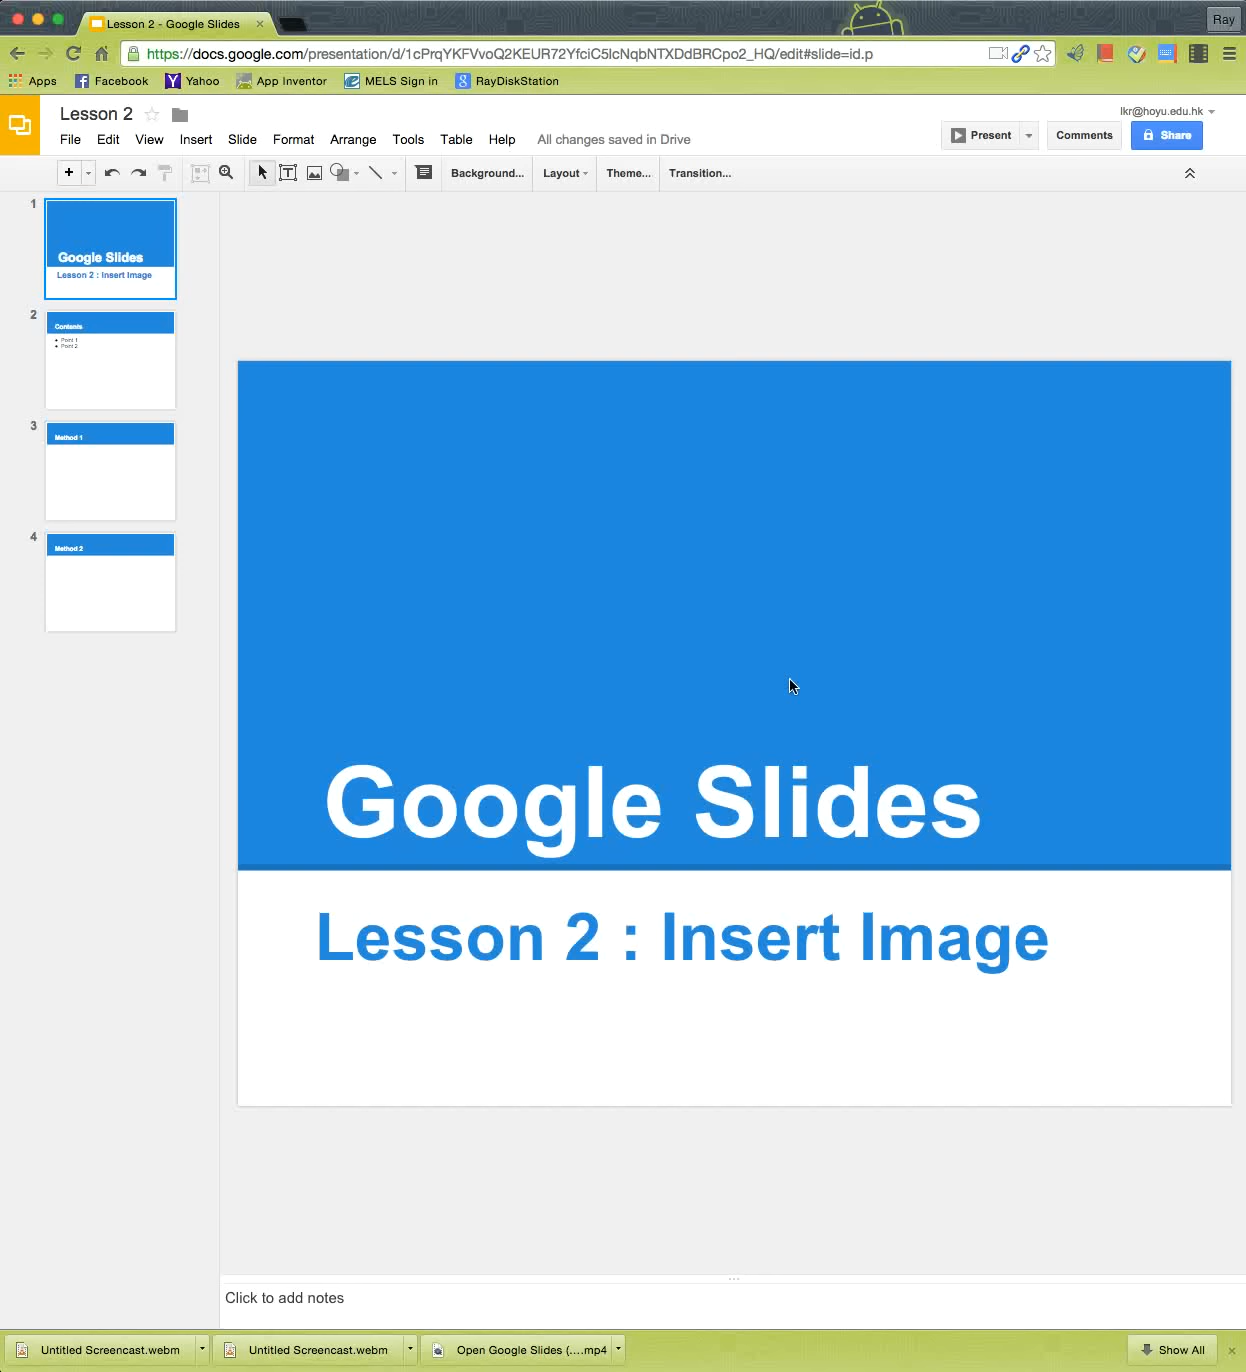 Lesson 2 - Google Slides
Ray
https://docs.google.com/presentation/d/1cPrqYKFVvoQ2KEUR72YfciC5lcNqbNTXDdBRCpo2_HQ/edit#slide=id.p
Apps Facebook Yahoo App Inventor MELS Sign in RayDiskStation
Lesson 2
lkr@hoyu.edu.hk
File Edit View Insert Slide Format Arrange Tools Table Help All changes saved in Drive
Present Comments Share
Background... Layout Theme... Transition...
1
Google Slides
Lesson 2 : Insert Image
2
Contents
Point 1
Point 2
3
Method 1
4
Method 2
Google Slides
Lesson 2 : Insert Image
Click to add notes
Untitled Screencast.webm Untitled Screencast.webm Open Google Slides (....mp4 Show All